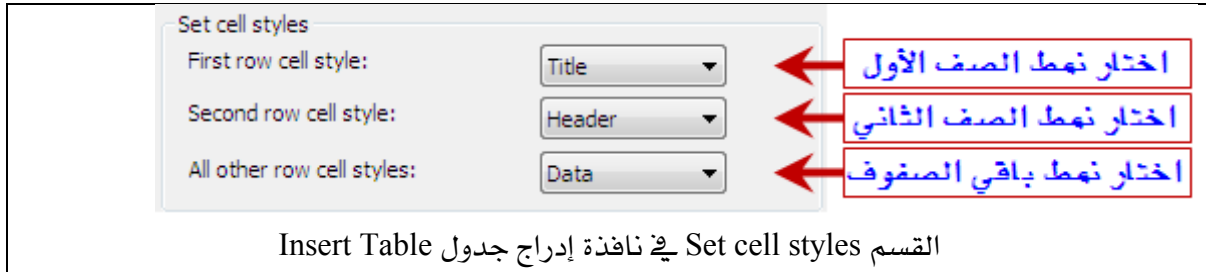 Set cell styles
First row cell style: Title اختار نمط الصف الأول
Second row cell style: Header اختار نمط الصف الثاني
All other row cell styles: Data اختار نمط باقي الصفوف
القسم Set cell styles في نافذة إدراج جدول Insert Table